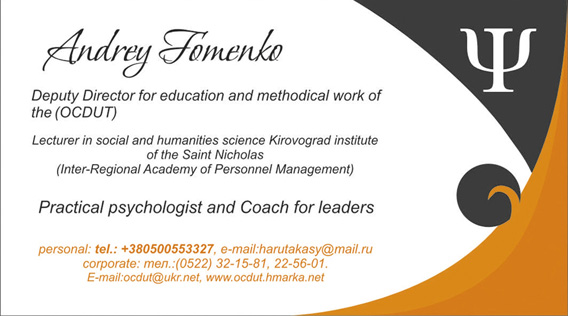 Andrey Fomenko
Deputy Director for education and methodical work of
the (OCDUT)
Lecturer in social and humanities science Kirovograd institute
of the Saint Nicholas
(Inter-Regional Academy of Personnel Management)
Practical psychologist and Coach for leaders
personal: tel.: +380500553327, e-mail:harutakasy@mail.ru
corporate: тел.:(0522) 32-15-81, 22-56-01.
E-mail:ocdut@ukr.net, www.ocdut.hmarka.net
Ψ